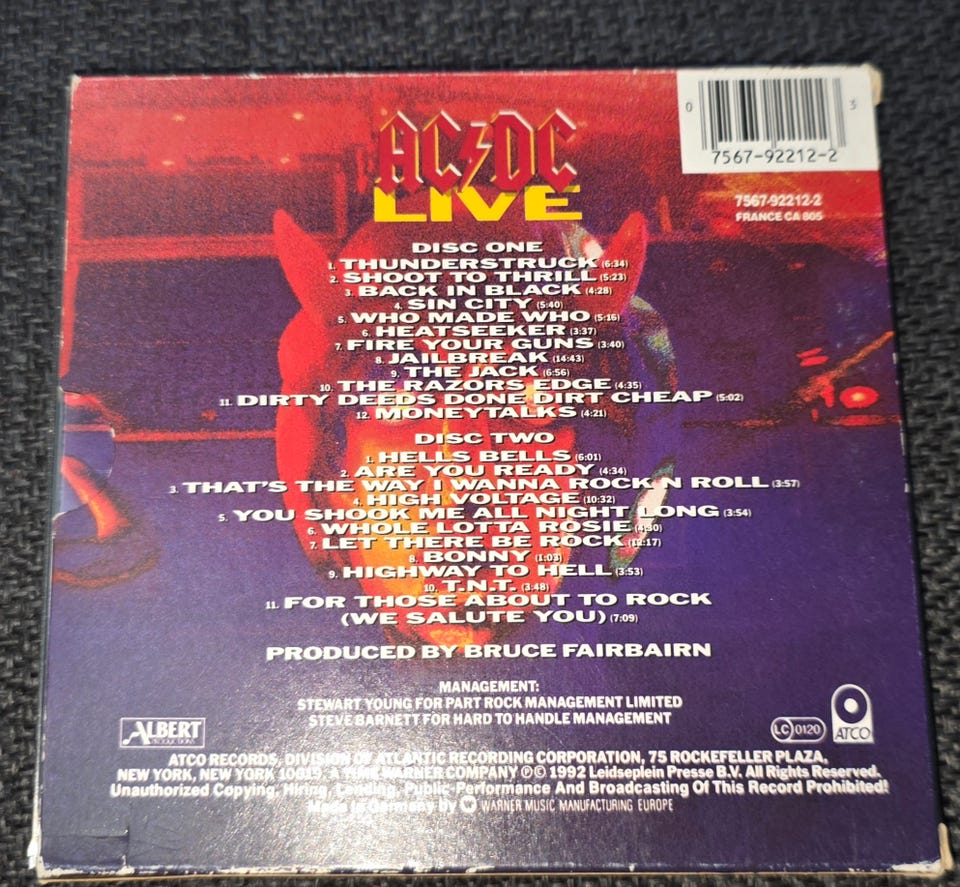 0 3
7567-92212-2
7567-92212-2
FRANCE CA 805
AC DC
LIVE
DISC ONE
1. THUNDERSTRUCK (6:34)
2. SHOOT TO THRILL (5:23)
3. BACK IN BLACK (4:28)
4. SIN CITY (5:40)
5. WHO MADE WHO (5:16)
6. HEATSEEKER (3:37)
7. FIRE YOUR GUNS (3:40)
8. JAILBREAK (14:43)
9. THE JACK (6:56)
10. THE RAZORS EDGE (4:35)
11. DIRTY DEEDS DONE DIRT CHEAP (5:02)
12. MONEYTALKS (4:21)
DISC TWO
1. HELLS BELLS (6:01)
2. ARE YOU READY (4:34)
3. THAT'S THE WAY I WANNA ROCK N ROLL (3:57)
4. HIGH VOLTAGE (10:32)
5. YOU SHOOK ME ALL NIGHT LONG (3:54)
6. WHOLE LOTTA ROSIE (4:30)
7. LET THERE BE ROCK (12:17)
8. BONNY (1:03)
9. HIGHWAY TO HELL (3:53)
10. T.N.T. (3:48)
11. FOR THOSE ABOUT TO ROCK
(WE SALUTE YOU) (7:09)
PRODUCED BY BRUCE FAIRBAIRN
MANAGEMENT:
STEWART YOUNG FOR PART ROCK MANAGEMENT LIMITED
STEVE BARNETT FOR HARD TO HANDLE MANAGEMENT
ALBERT
PRODUCTIONS
LC 0120
ATCO
ATCO RECORDS, DIVISION OF ATLANTIC RECORDING CORPORATION, 75 ROCKEFELLER PLAZA,
NEW YORK, NEW YORK 10019. A TIME WARNER COMPANY ℗© 1992 Leidseplein Presse B.V. All Rights Reserved.
Unauthorized Copying, Hiring, Lending, Public Performance And Broadcasting Of This Record Prohibited!
Made in Germany by WARNER MUSIC MANUFACTURING EUROPE